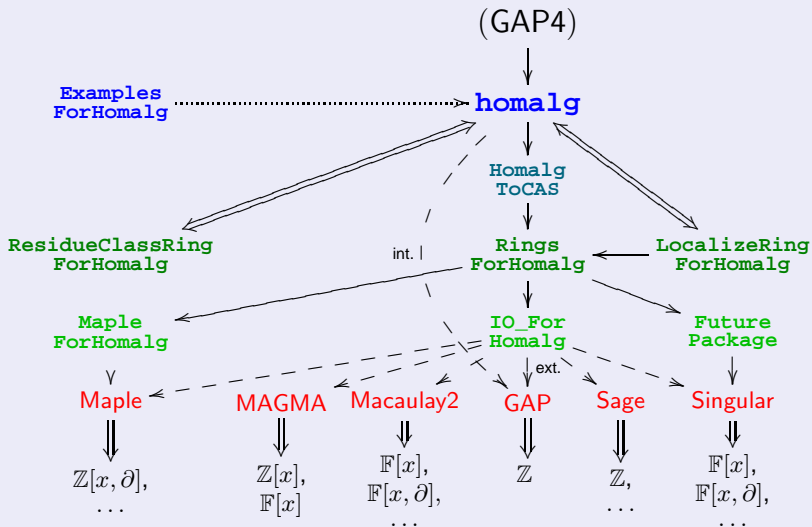 (GAP4)
Examples
ForHomalg
homalg
Homalg
ToCAS
ResidueClassRing
ForHomalg
int.
Rings
ForHomalg
LocalizeRing
ForHomalg
Maple
ForHomalg
IO_For
Homalg
Future
Package
ext.
Maple
MAGMA
Macaulay2
GAP
Sage
Singular
ℤ[x, ∂],
...
ℤ[x],
𝔽[x]
𝔽[x],
𝔽[x, ∂],
...
ℤ
ℤ,
...
𝔽[x],
𝔽[x, ∂],
...